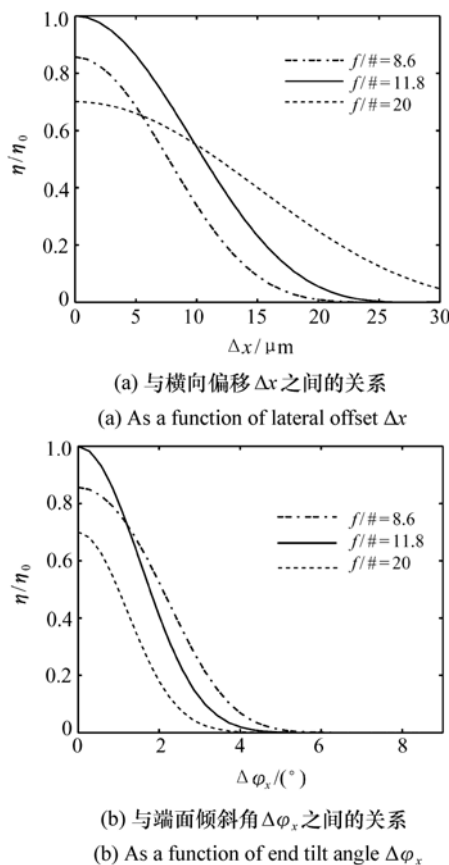 1.0
0.8
0.6
0.4
0.2
0
η/η₀
f/#=8.6
f/#=11.8
f/#=20
0 5 10 15 20 25 30
Δx/μm
(a) 与横向偏移Δx之间的关系
(a) As a function of lateral offset Δx
1.0
0.8
0.6
0.4
0.2
0
η/η₀
f/#=8.6
f/#=11.8
f/#=20
0 2 4 6 8
Δφₓ/(°)
(b) 与端面倾斜角Δφₓ之间的关系
(b) As a function of end tilt angle Δφₓ